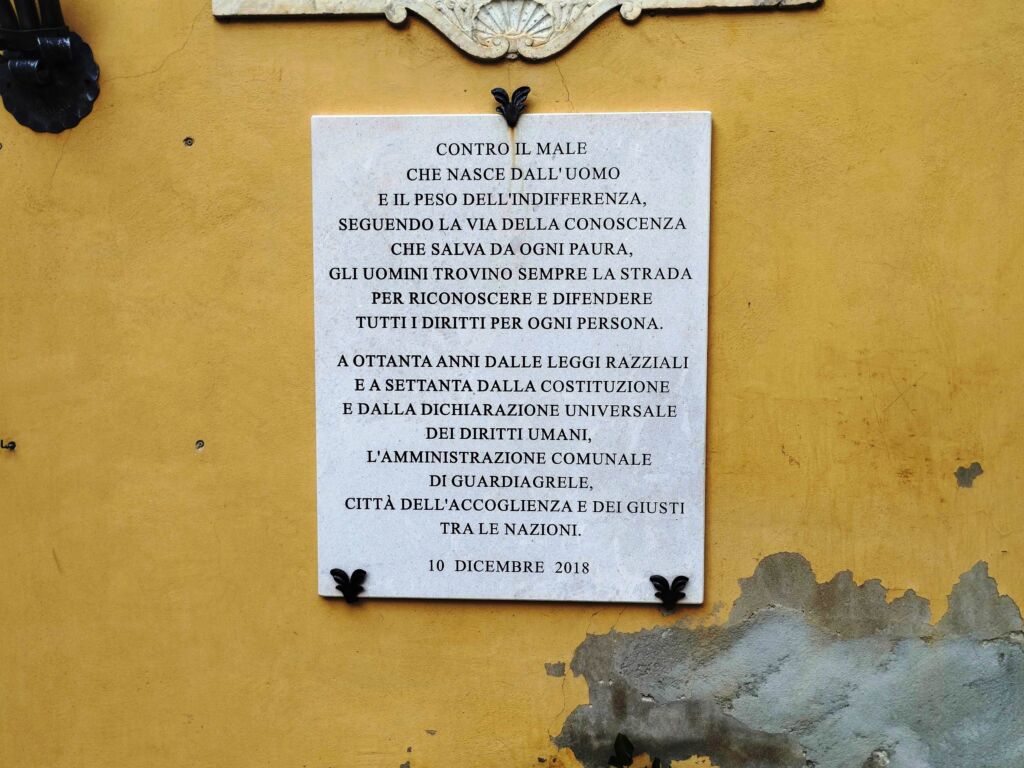 CONTRO IL MALE
CHE NASCE DALL'UOMO
E IL PESO DELL'INDIFFERENZA,
SEGUENDO LA VIA DELLA CONOSCENZA
CHE SALVA DA OGNI PAURA,
GLI UOMINI TROVINO SEMPRE LA STRADA
PER RICONOSCERE E DIFENDERE
TUTTI I DIRITTI PER OGNI PERSONA.
A OTTANTA ANNI DALLE LEGGI RAZZIALI
E A SETTANTA DALLA COSTITUZIONE
E DALLA DICHIARAZIONE UNIVERSALE
DEI DIRITTI UMANI,
L'AMMINISTRAZIONE COMUNALE
DI GUARDIAGRELE,
CITTÀ DELL'ACCOGLIENZA E DEI GIUSTI
TRA LE NAZIONI.
10 DICEMBRE 2018